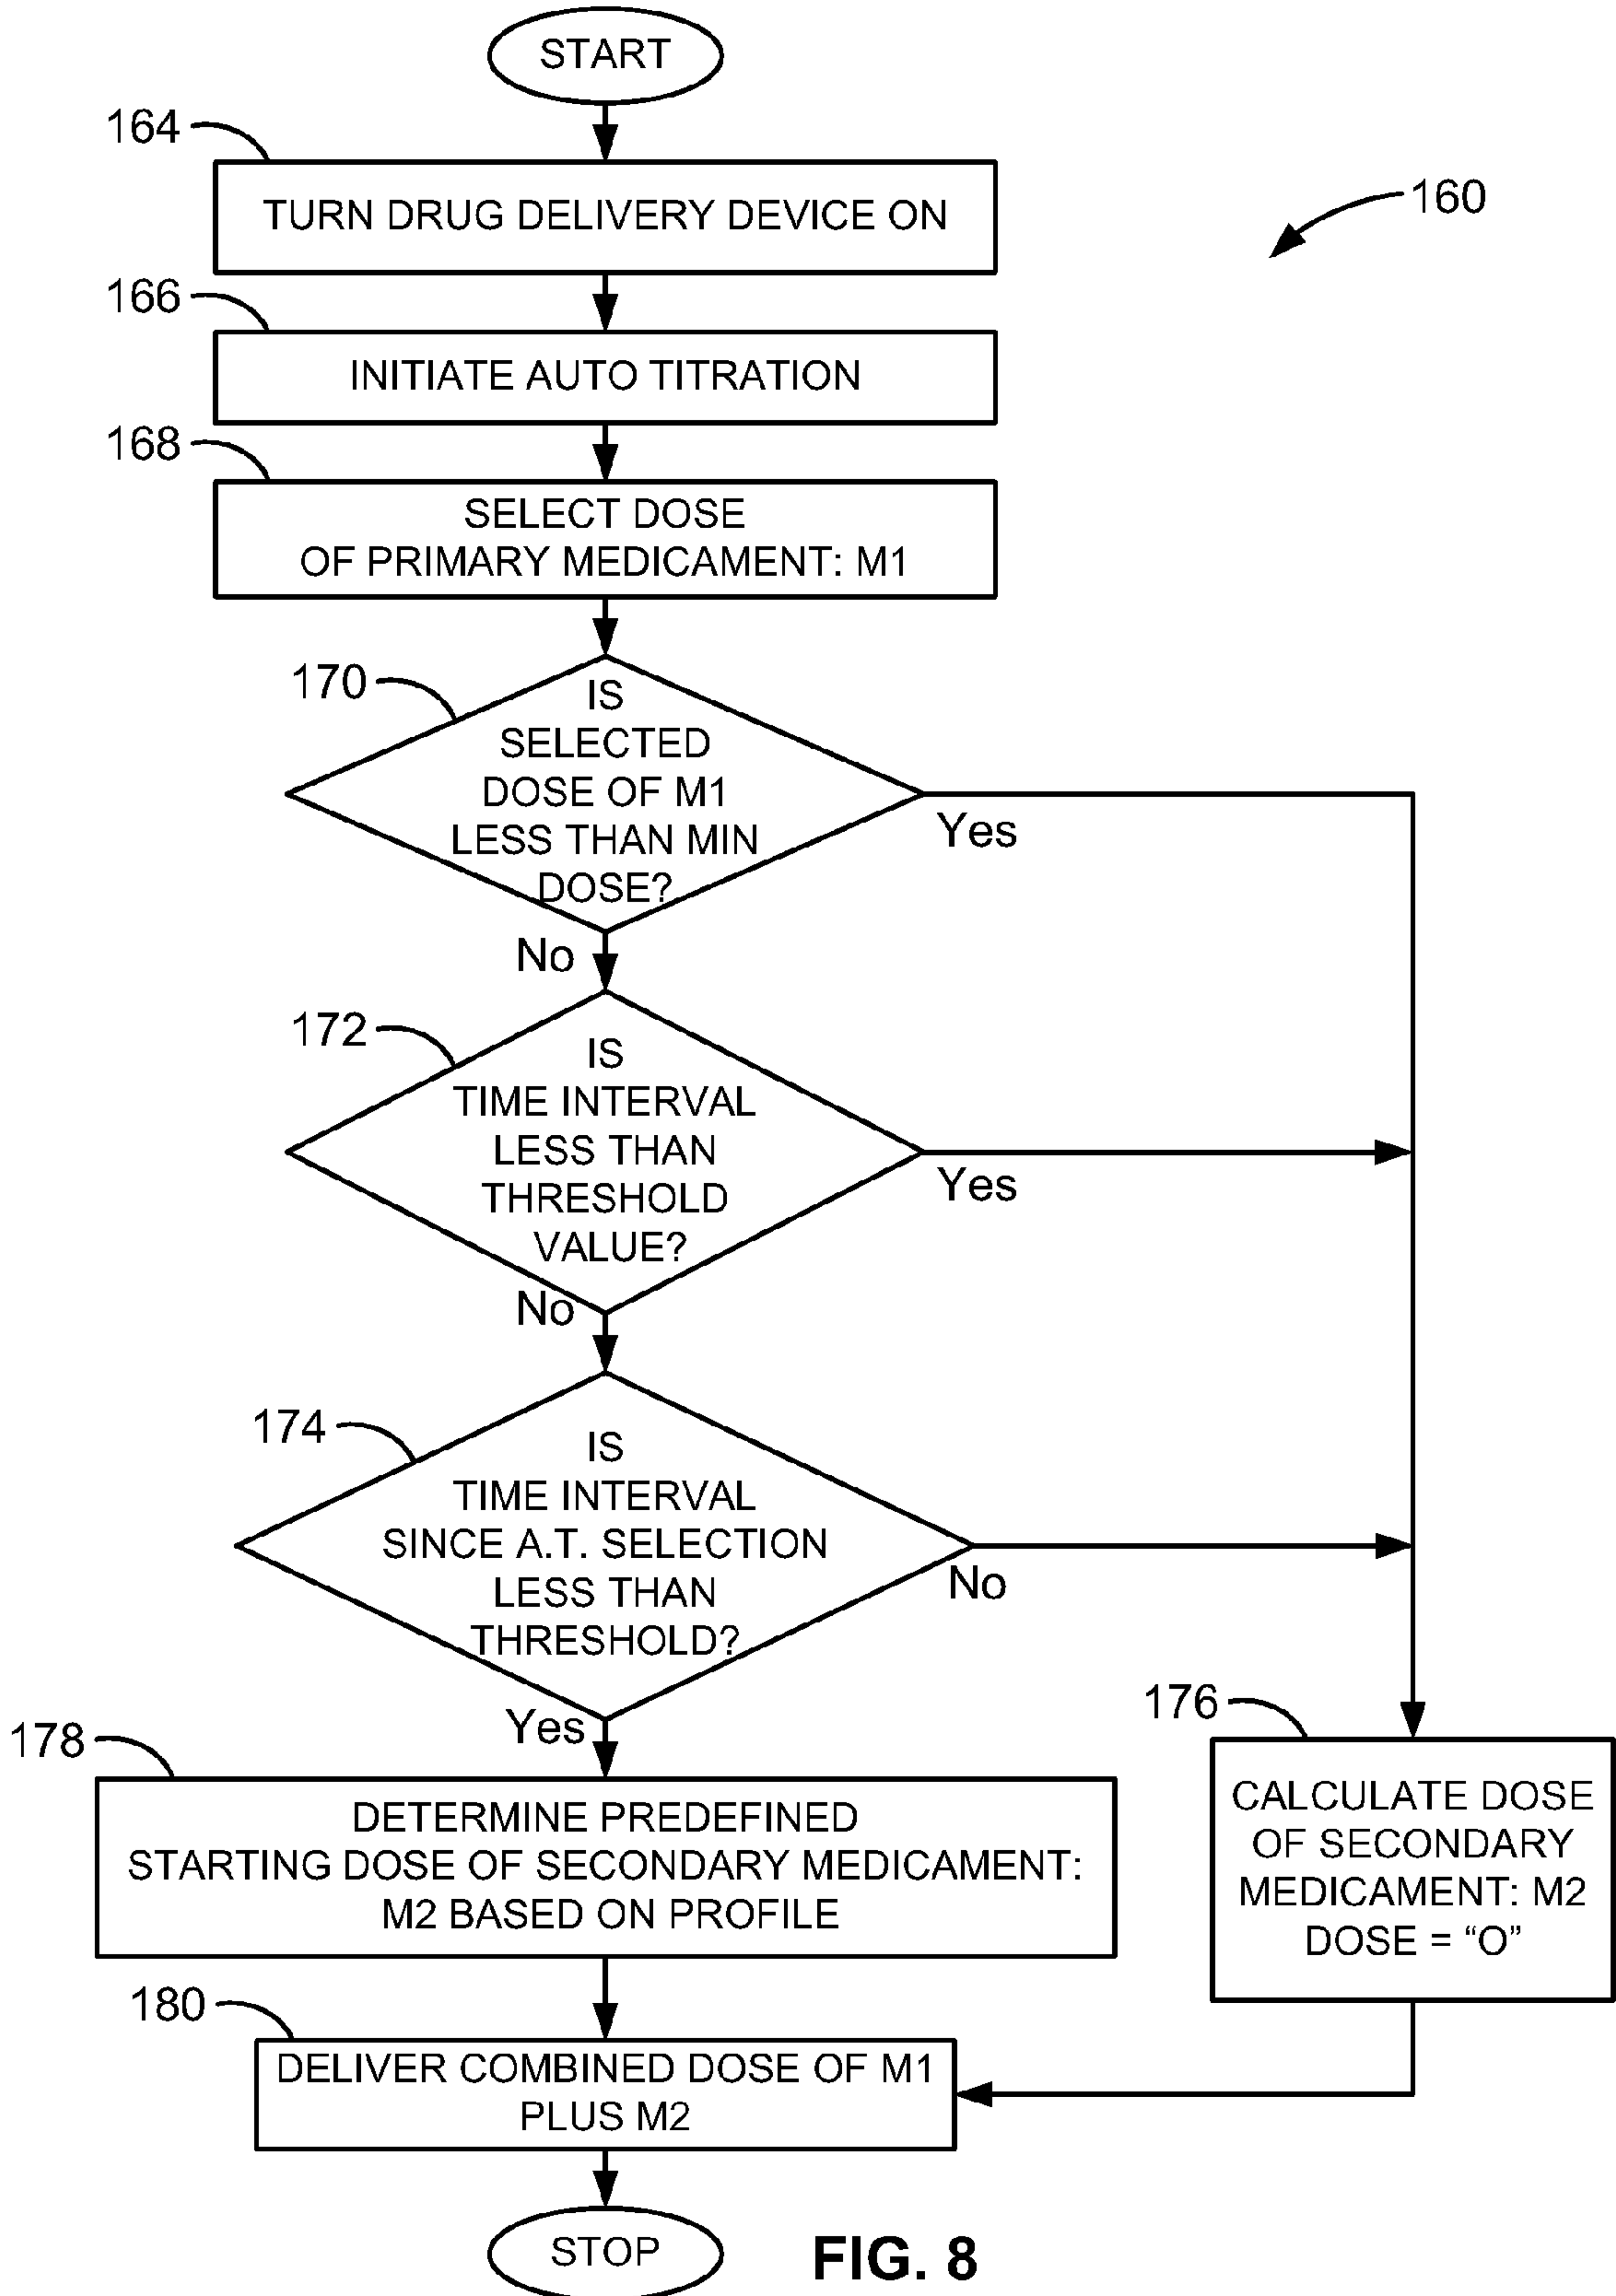 START
164
TURN DRUG DELIVERY DEVICE ON
160
166
INITIATE AUTO TITRATION
168
SELECT DOSE
OF PRIMARY MEDICAMENT: M1
170
IS
SELECTED
DOSE OF M1
LESS THAN MIN
DOSE?
Yes
No
172
IS
TIME INTERVAL
LESS THAN
THRESHOLD
VALUE?
Yes
No
174
IS
TIME INTERVAL
SINCE A.T. SELECTION
LESS THAN
THRESHOLD?
No
Yes
176
CALCULATE DOSE
OF SECONDARY
MEDICAMENT: M2
DOSE = “O”
178
DETERMINE PREDEFINED
STARTING DOSE OF SECONDARY MEDICAMENT:
M2 BASED ON PROFILE
180
DELIVER COMBINED DOSE OF M1
PLUS M2
STOP
FIG. 8